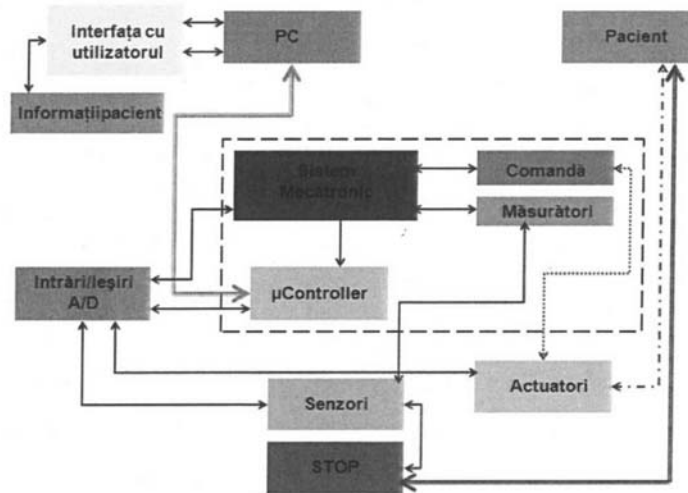 Interfața cu
utilizatorul
PC
Pacient
Informațiipacient
Sistem
Mecatronic
Comandă
Măsurători
Intrări/Ieșiri
A/D
µController
Actuatori
Senzori
STOP